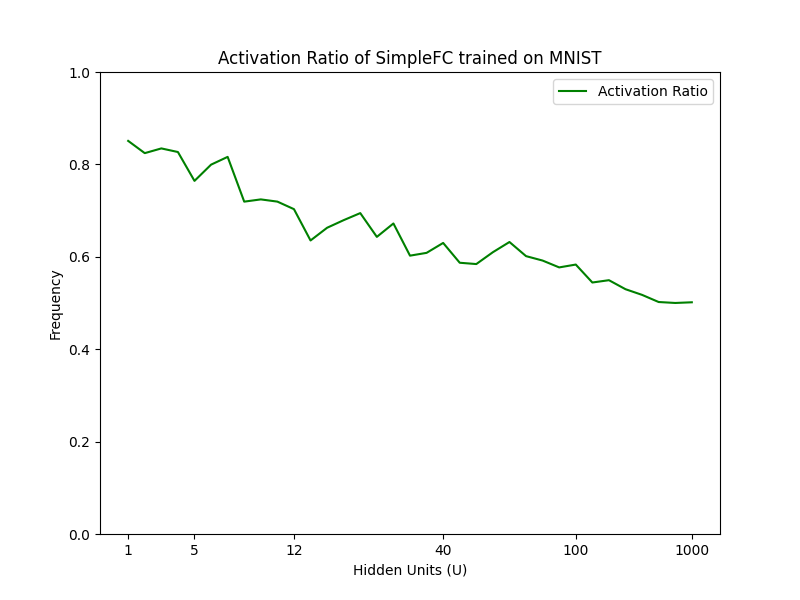 Activation Ratio of SimpleFC trained on MNIST
Activation Ratio
Frequency
1.0
0.8
0.6
0.4
0.2
0.0
1 5 12 40 100 1000
Hidden Units (U)